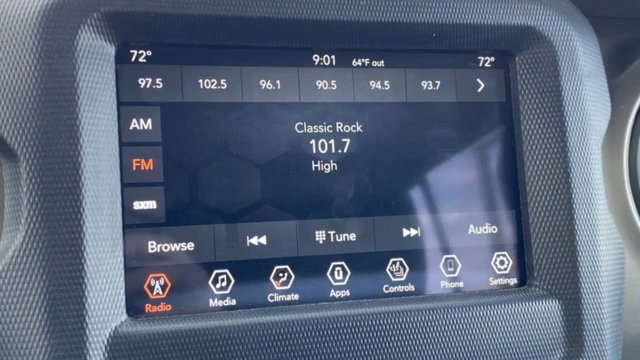 72° 9:01 64°F out 72°
97.5 102.5 96.1 90.5 94.5 93.7
AM
Classic Rock
101.7
FM
High
sxm
Browse Tune Audio
Radio Media Climate Apps Controls Phone Settings